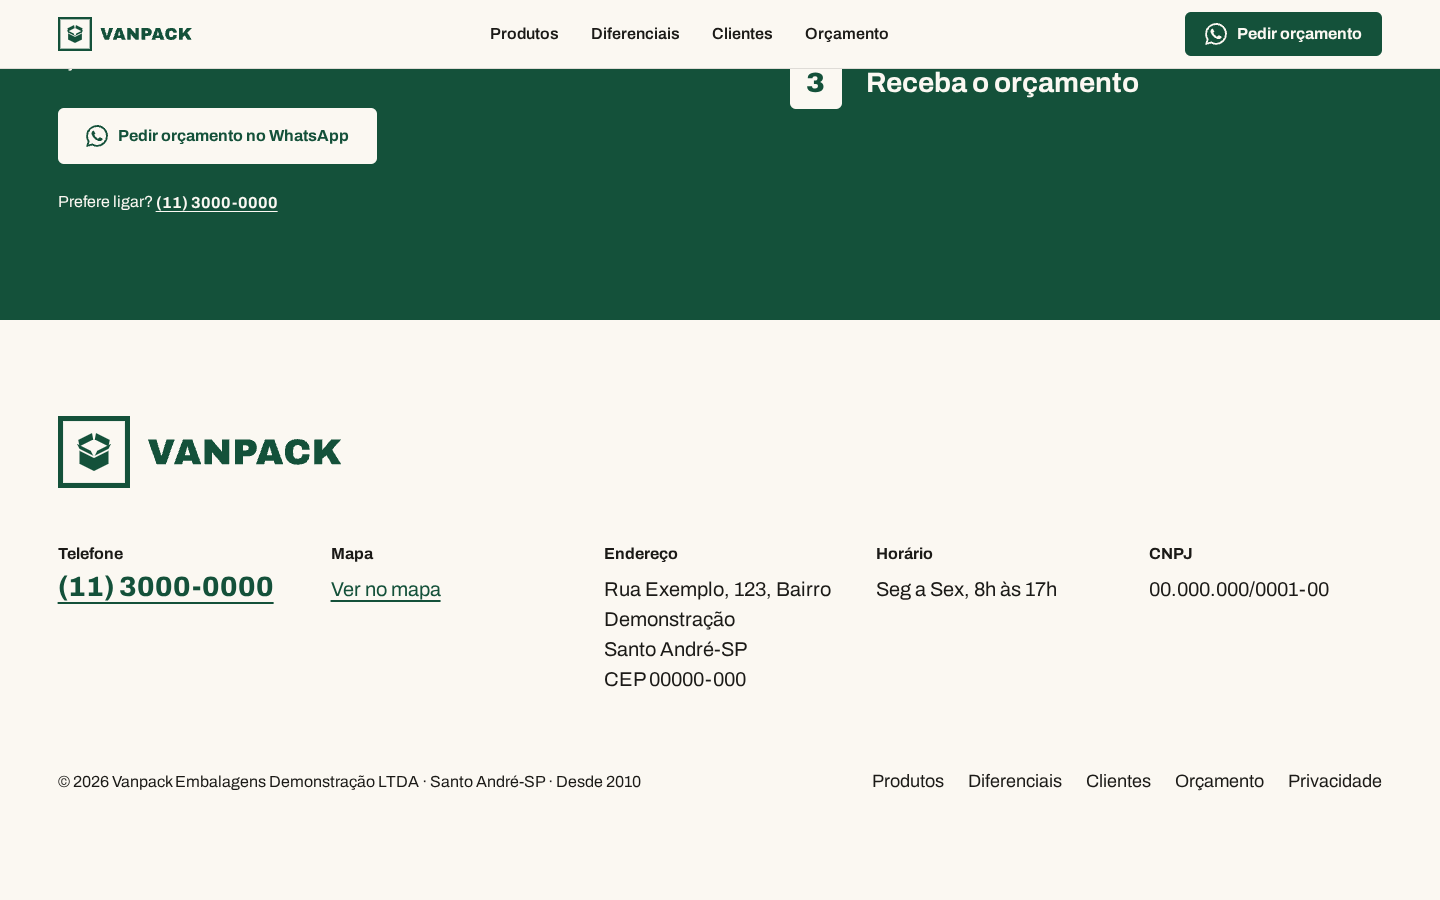 VANPACK
Produtos
Diferenciais
Clientes
Orçamento
Pedir orçamento
3
Receba o orçamento
Pedir orçamento no WhatsApp
Prefere ligar? (11) 3000-0000
VANPACK
Telefone
(11) 3000-0000
Mapa
Ver no mapa
Endereço
Rua Exemplo, 123, Bairro
Demonstração
Santo André-SP
CEP 00000-000
Horário
Seg a Sex, 8h às 17h
CNPJ
00.000.000/0001-00
© 2026 Vanpack Embalagens Demonstração LTDA · Santo André-SP · Desde 2010
Produtos
Diferenciais
Clientes
Orçamento
Privacidade